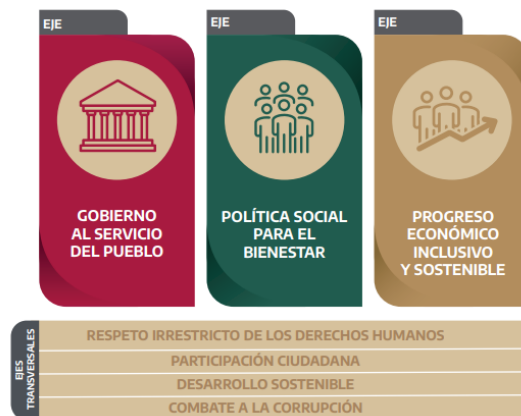 EJE
GOBIERNO
AL SERVICIO
DEL PUEBLO
EJE
POLÍTICA SOCIAL
PARA EL
BIENESTAR
EJE
PROGRESO
ECONÓMICO
INCLUSIVO
Y SOSTENIBLE
EJES
TRANSVERSALES
RESPETO IRRESTRICTO DE LOS DERECHOS HUMANOS
PARTICIPACIÓN CIUDADANA
DESARROLLO SOSTENIBLE
COMBATE A LA CORRUPCIÓN